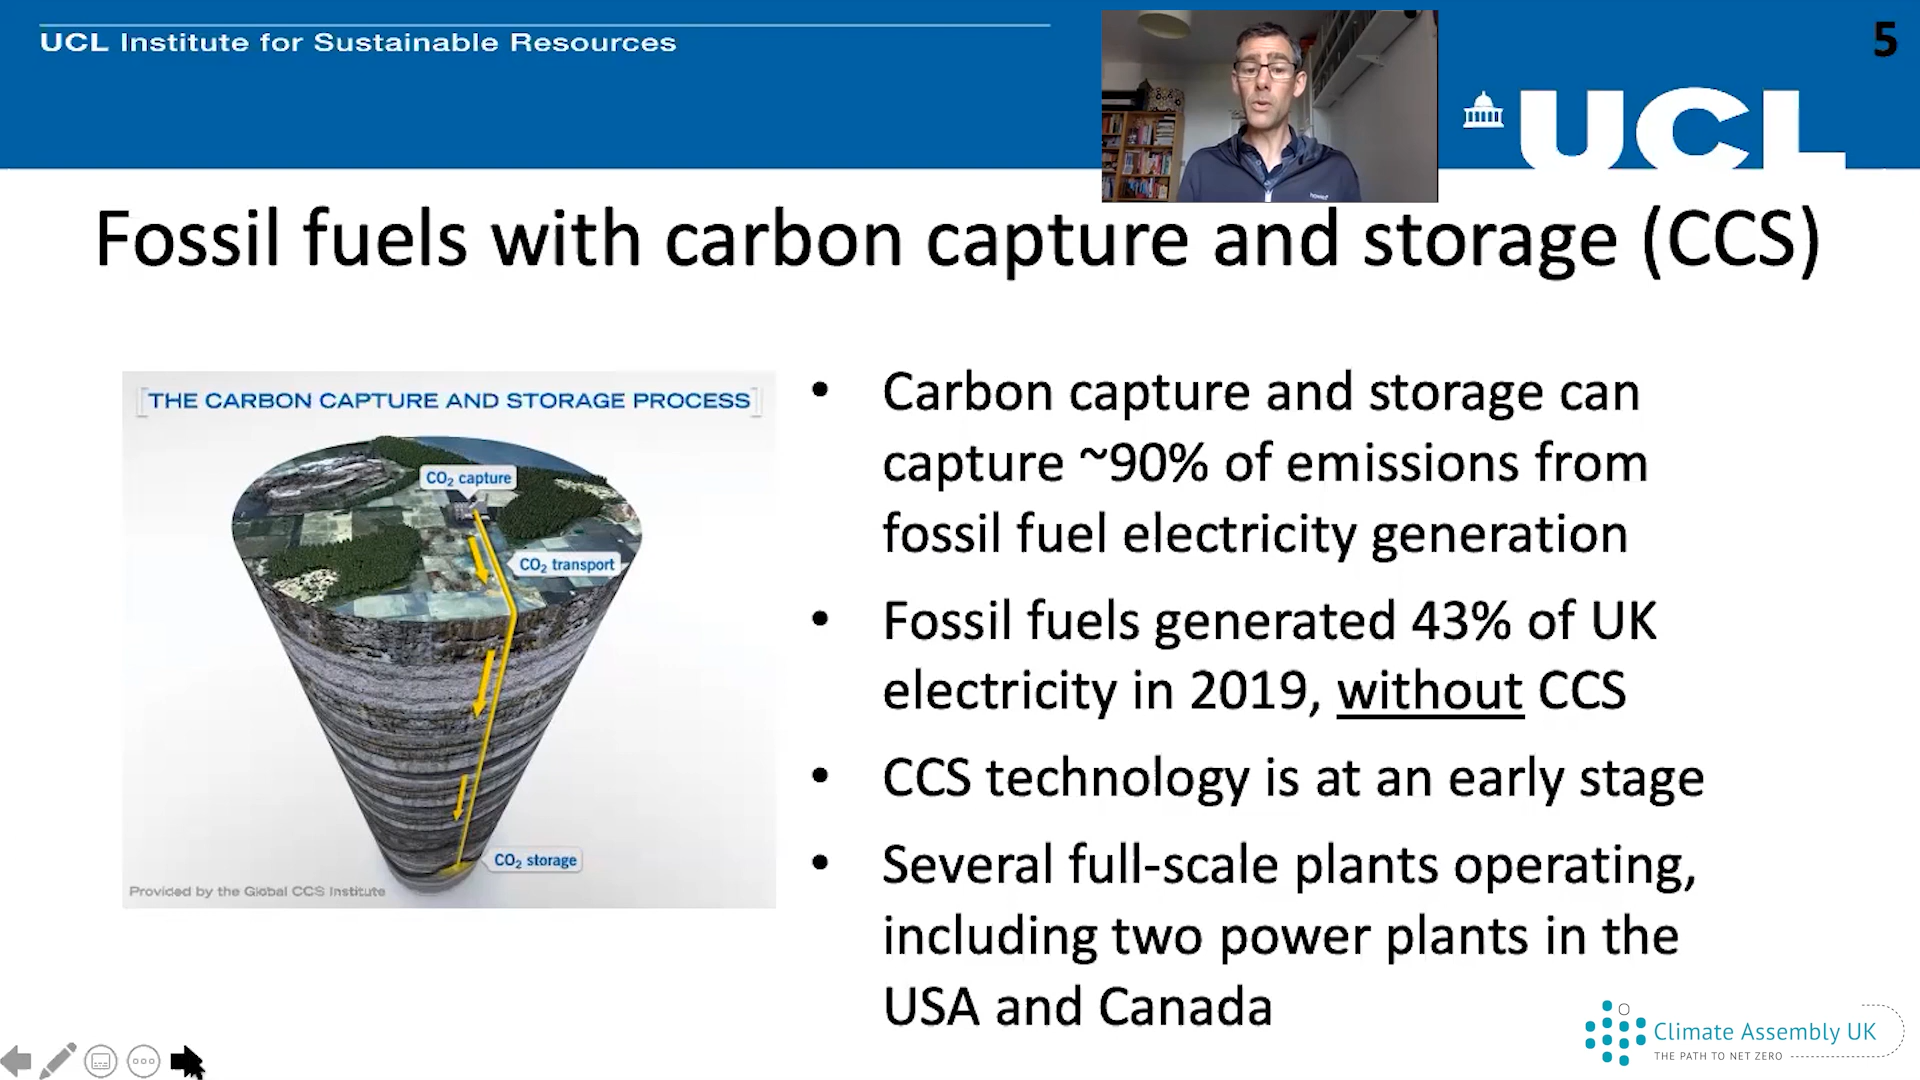 UCL Institute for Sustainable Resources
5
UCL
Fossil fuels with carbon capture and storage (CCS)
[THE CARBON CAPTURE AND STORAGE PROCESS]
CO₂ capture
CO₂ transport
CO₂ storage
Provided by the Global CCS Institute
• Carbon capture and storage can
capture ~90% of emissions from
fossil fuel electricity generation
• Fossil fuels generated 43% of UK
electricity in 2019, without CCS
• CCS technology is at an early stage
• Several full-scale plants operating,
including two power plants in the
USA and Canada
Climate Assembly UK
THE PATH TO NET ZERO